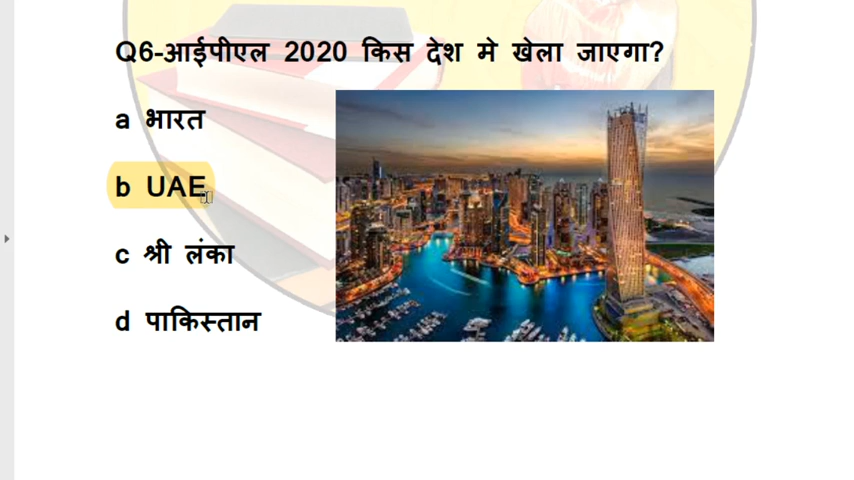 Q6-आईपीएल 2020 किस देश मे खेला जाएगा?
a भारत
b UAE
c श्री लंका
d पाकिस्तान